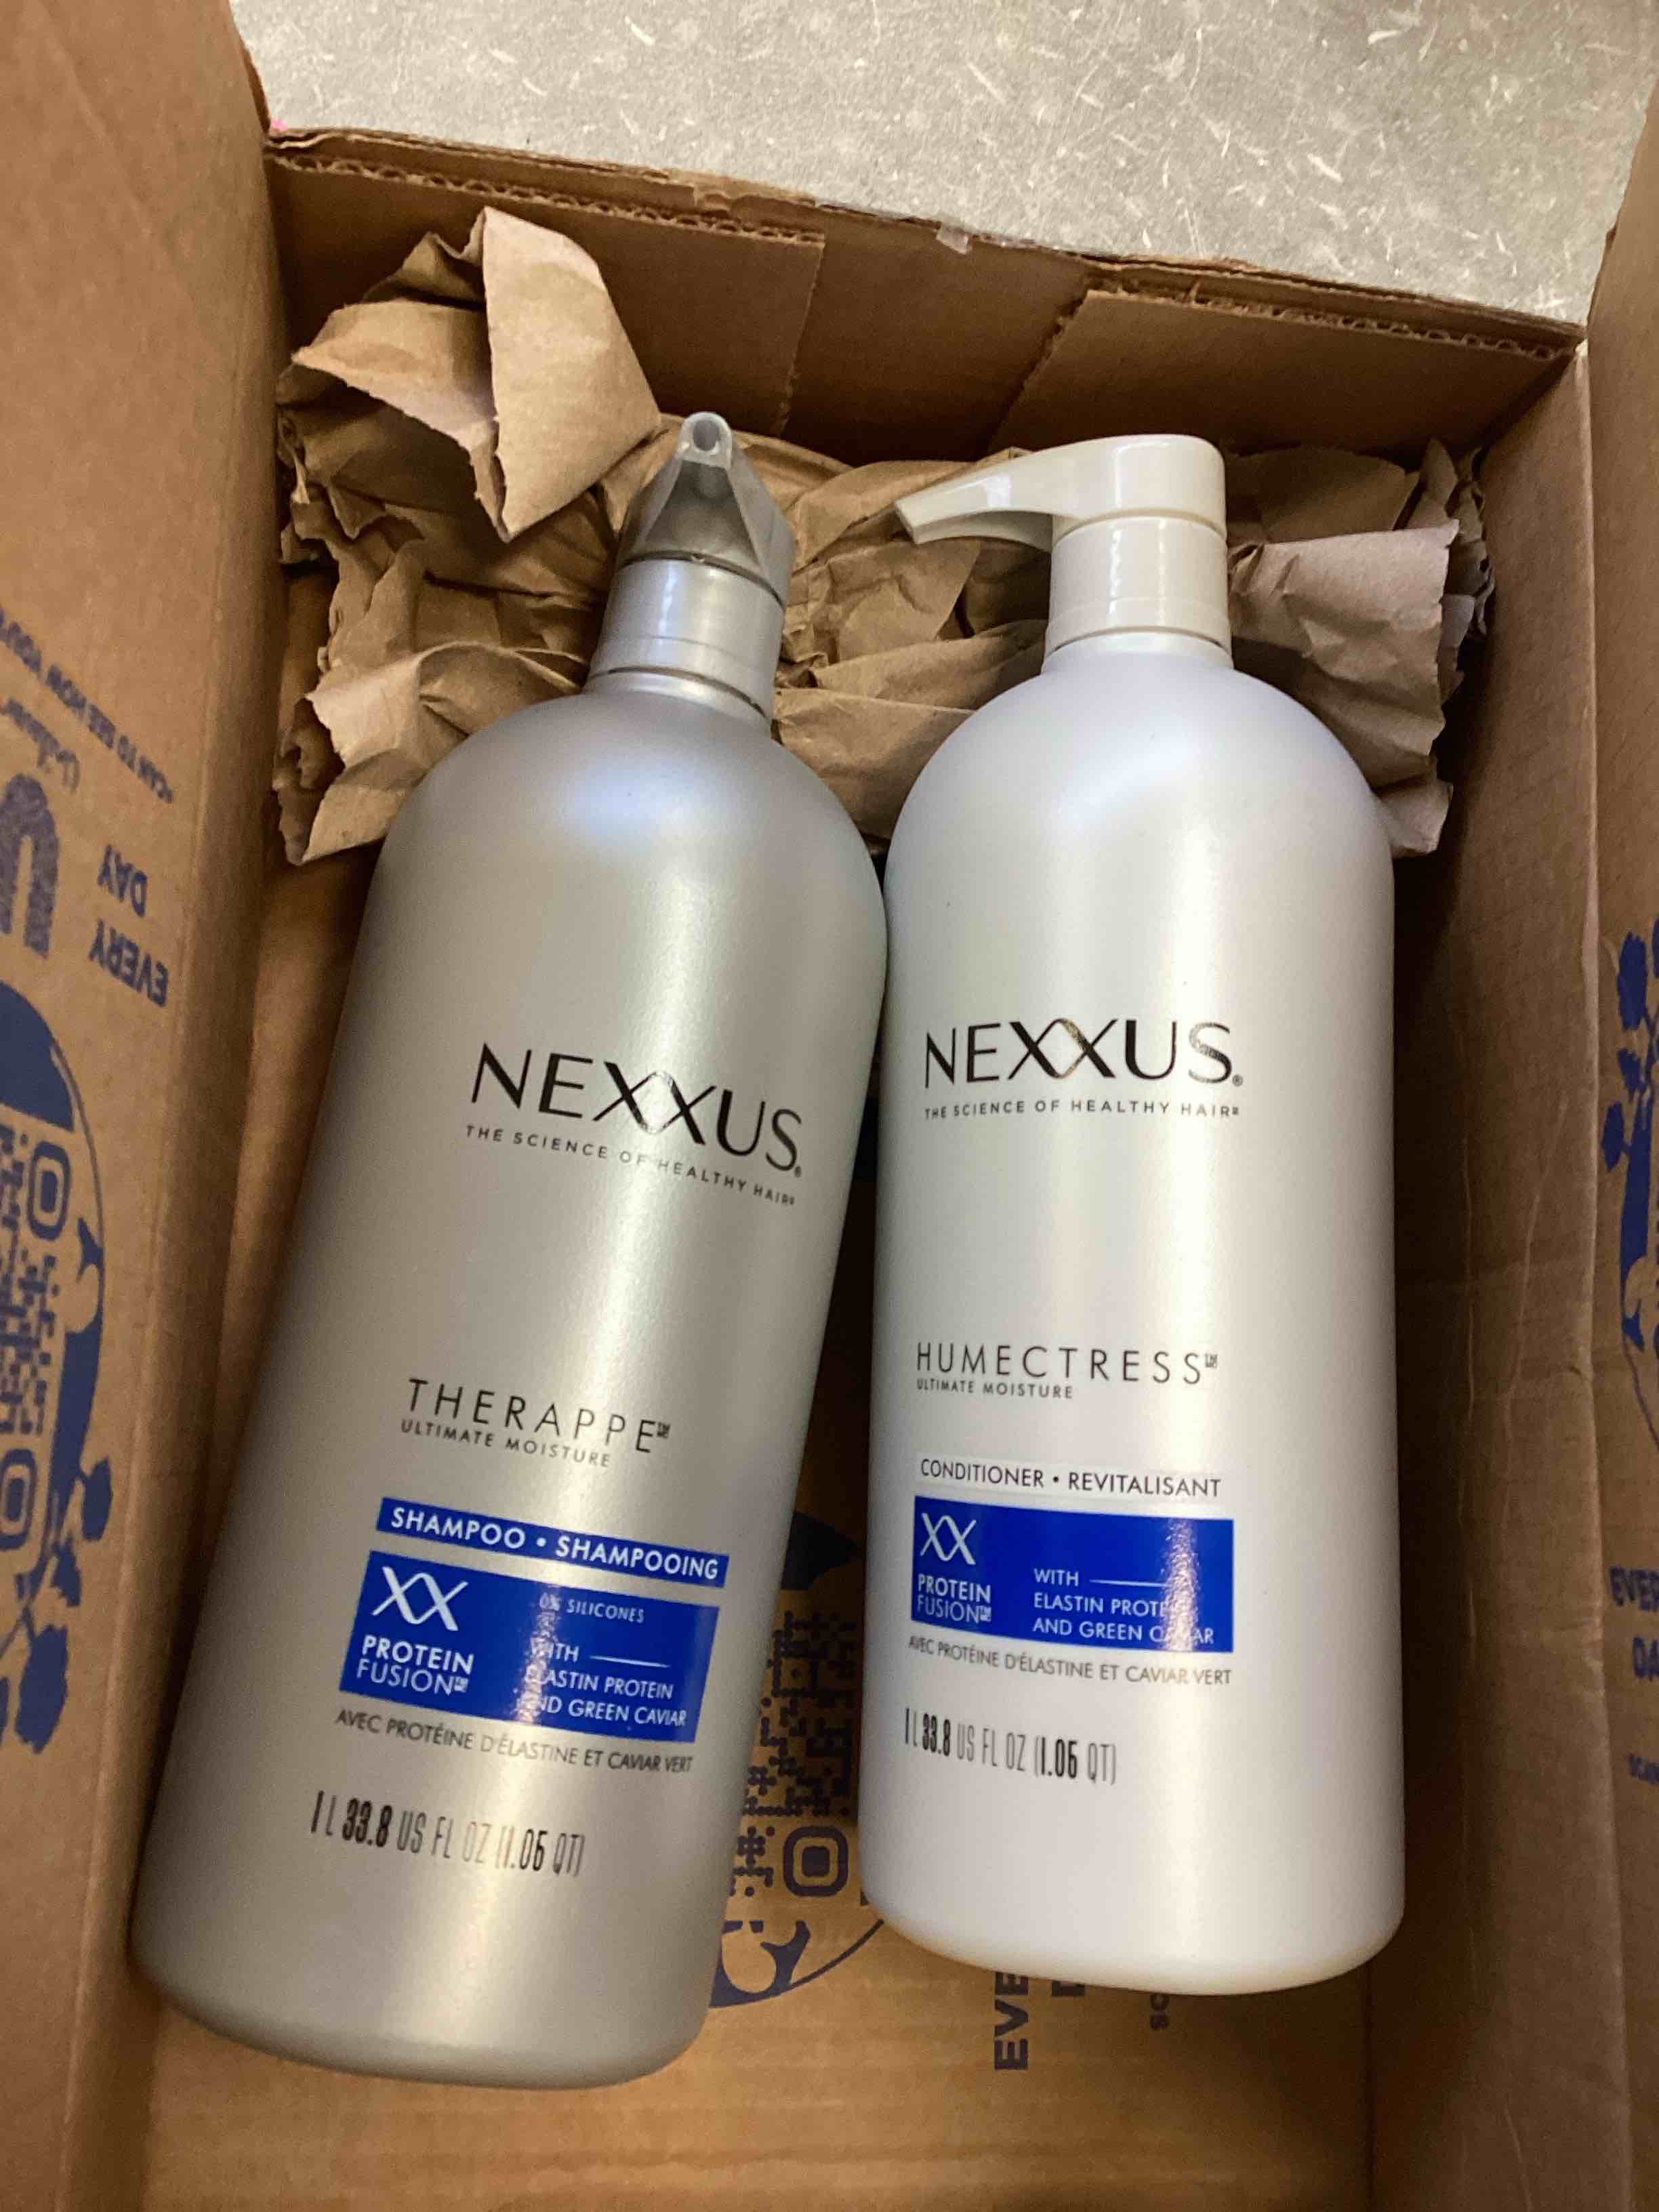 NEXXUS®
THE SCIENCE OF HEALTHY HAIR
THERAPPE
ULTIMATE MOISTURE
SHAMPOO • SHAMPOOING
XX
PROTEIN
FUSION
0% SILICONES
WITH
ELASTIN PROTEIN
AND GREEN CAVIAR
AVEC PROTÉINE D'ÉLASTINE ET CAVIAR VERT
1 L 33.8 US FL OZ (1.05 QT)
NEXXUS®
THE SCIENCE OF HEALTHY HAIR
HUMECTRESS
ULTIMATE MOISTURE
CONDITIONER • REVITALISANT
XX
PROTEIN
FUSION
WITH
ELASTIN PROTEIN
AND GREEN CAVIAR
AVEC PROTÉINE D'ÉLASTINE ET CAVIAR VERT
1 L 33.8 US FL OZ (1.05 QT)
EVERY
DAY
U